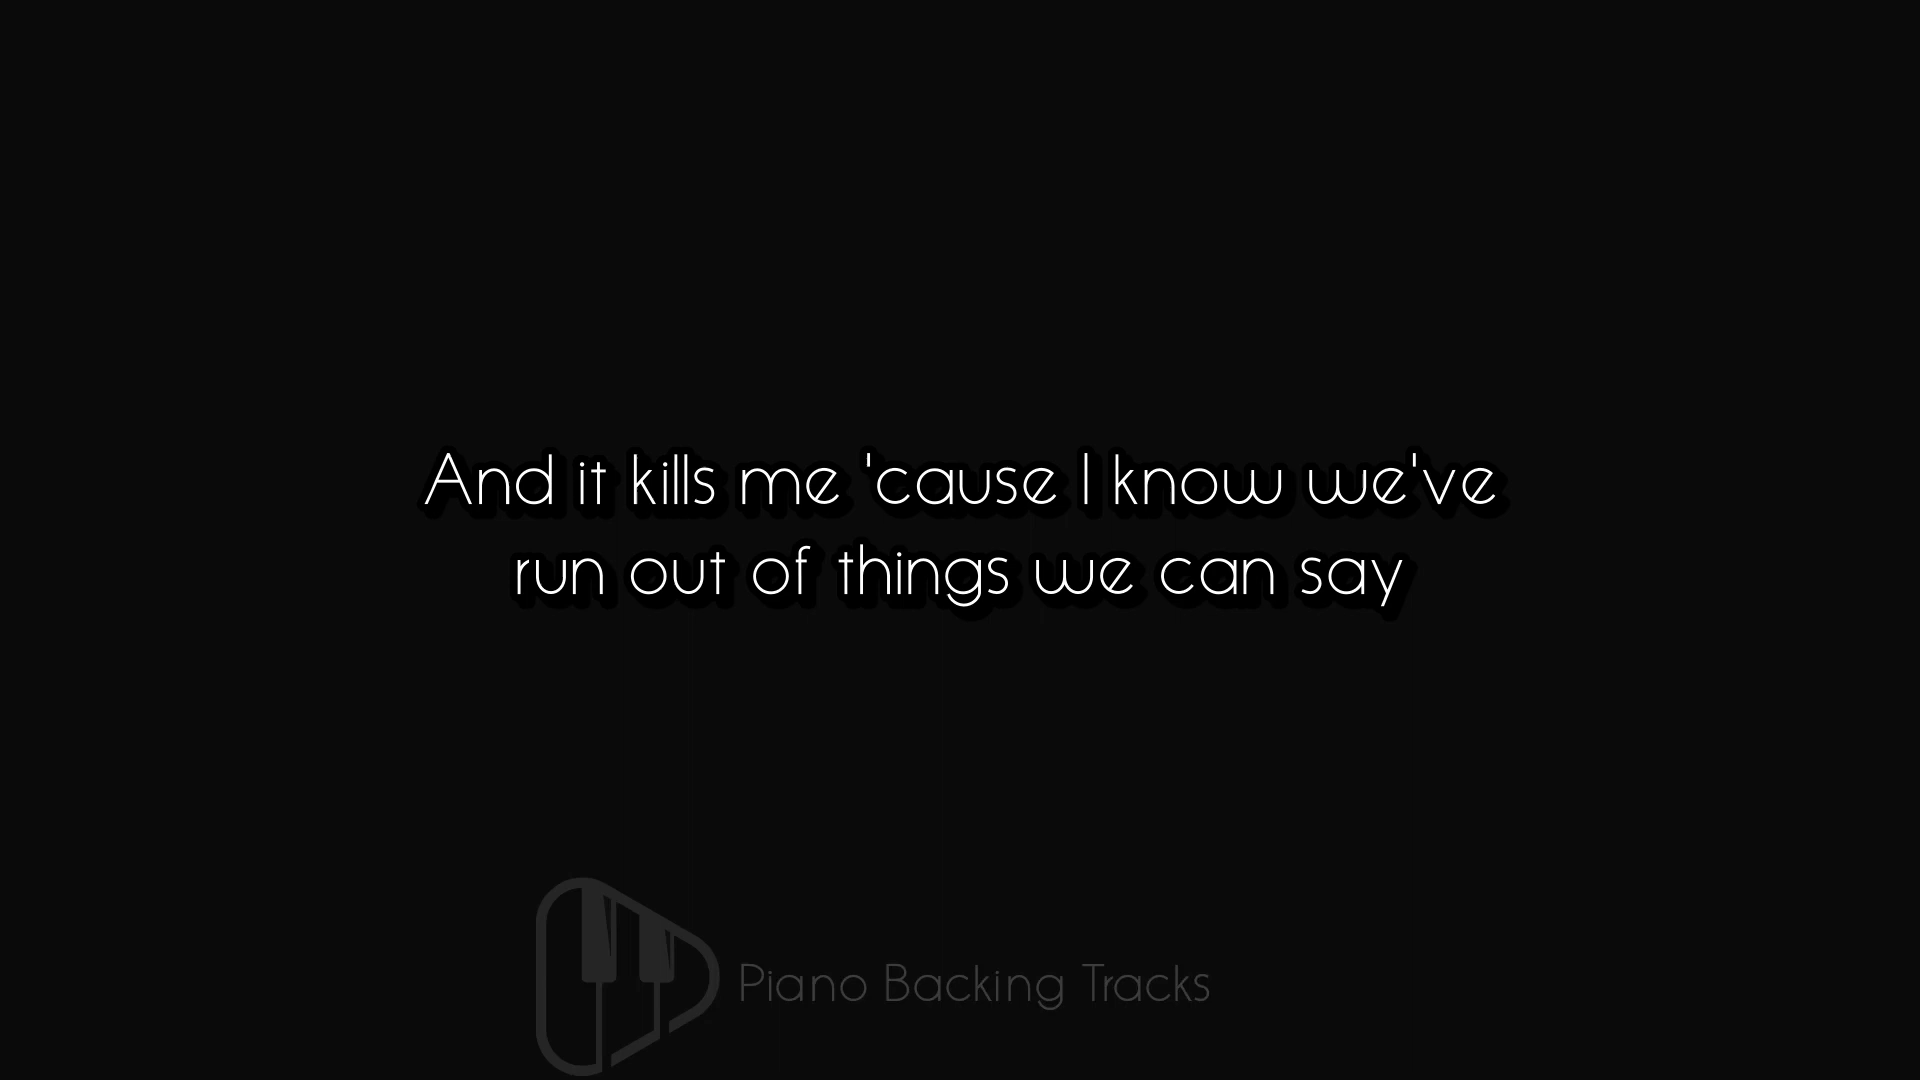 And it kills me 'cause I know we've
run out of things we can say
Piano Backing Tracks